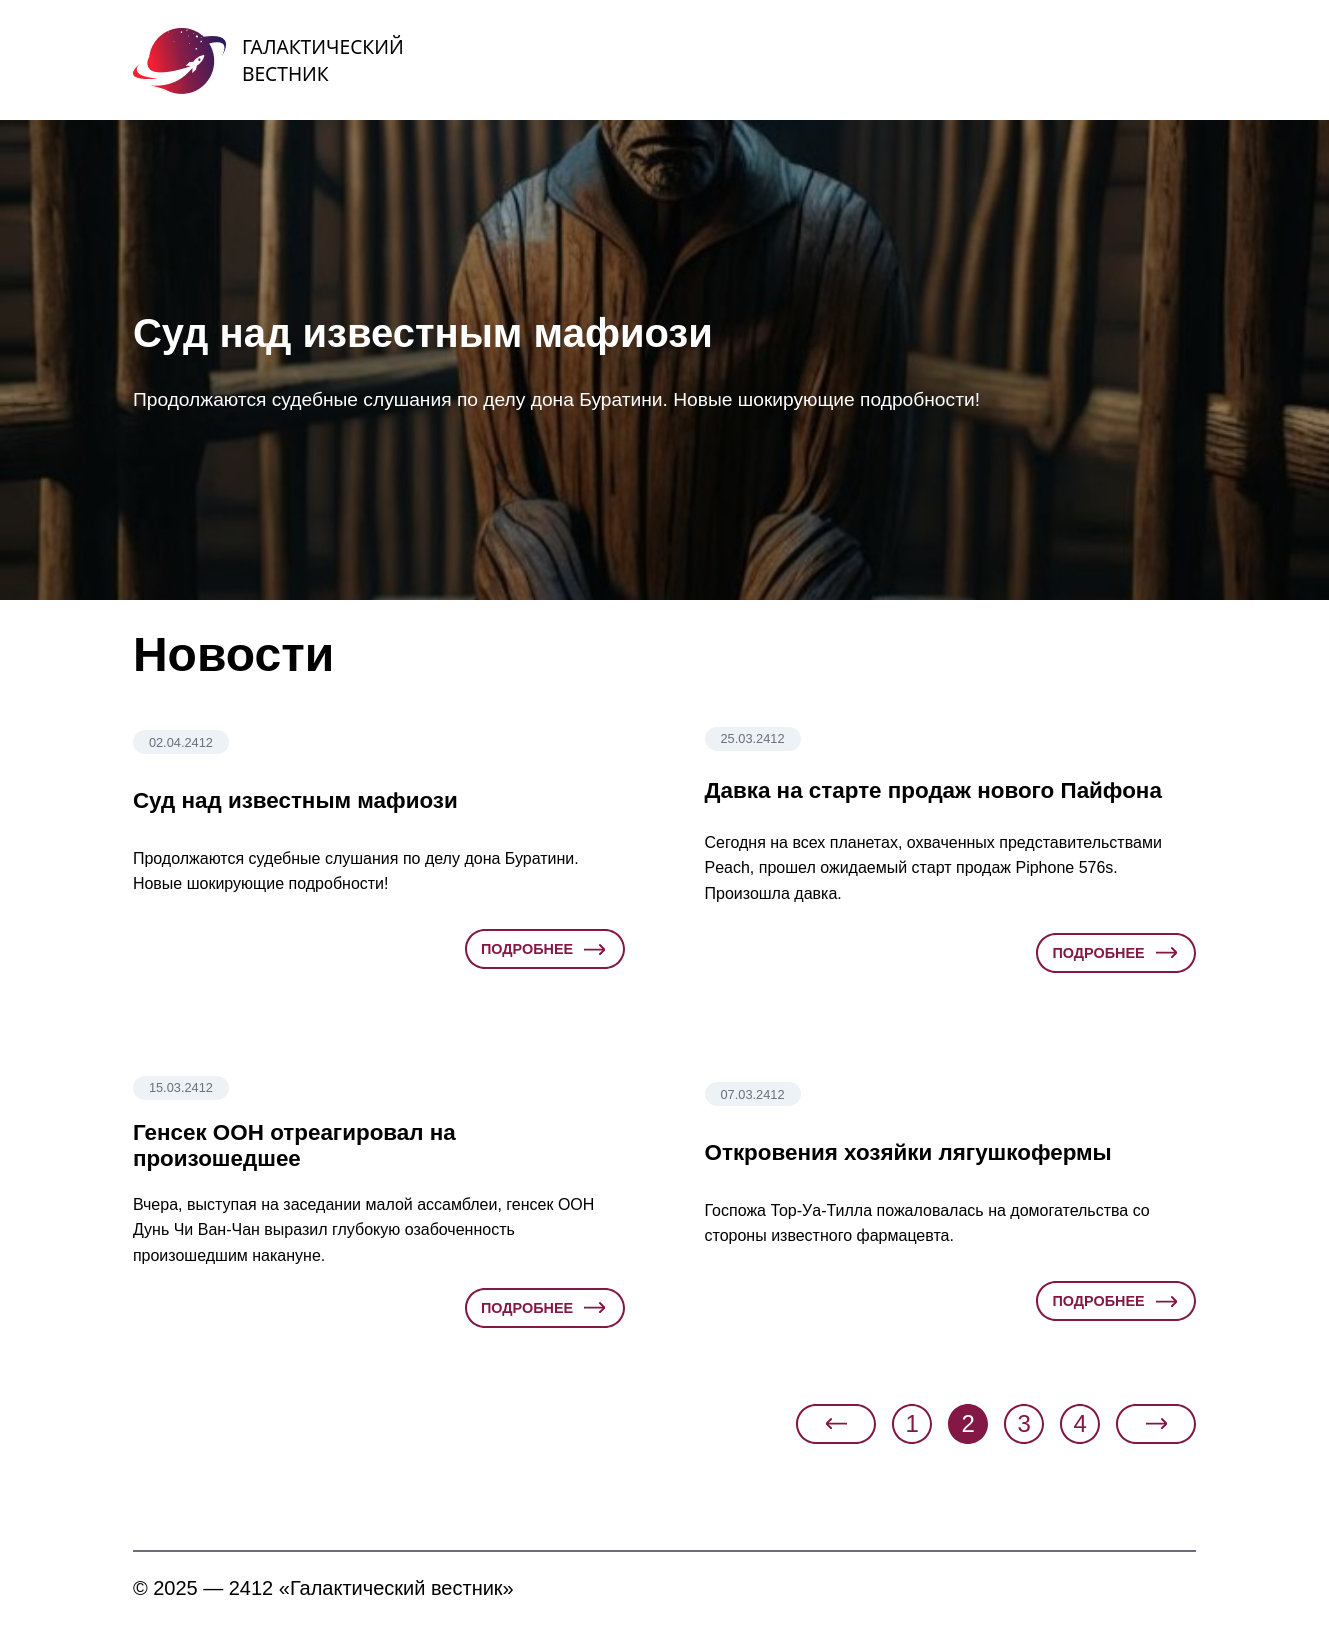 ГАЛАКТИЧЕСКИЙ
ВЕСТНИК
Суд над известным мафиози
Продолжаются судебные слушания по делу дона Буратини. Новые шокирующие подробности!
Новости
02.04.2412
Суд над известным мафиози
Продолжаются судебные слушания по делу дона Буратини.
Новые шокирующие подробности!
ПОДРОБНЕЕ
25.03.2412
Давка на старте продаж нового Пайфона
Сегодня на всех планетах, охваченных представительствами
Peach, прошел ожидаемый старт продаж Piphone 576s.
Произошла давка.
ПОДРОБНЕЕ
15.03.2412
Генсек ООН отреагировал на
произошедшее
Вчера, выступая на заседании малой ассамблеи, генсек ООН
Дунь Чи Ван-Чан выразил глубокую озабоченность
произошедшим накануне.
ПОДРОБНЕЕ
07.03.2412
Откровения хозяйки лягушкофермы
Госпожа Тор-Уа-Тилла пожаловалась на домогательства со
стороны известного фармацевта.
ПОДРОБНЕЕ
1 2 3 4
© 2025 — 2412 «Галактический вестник»